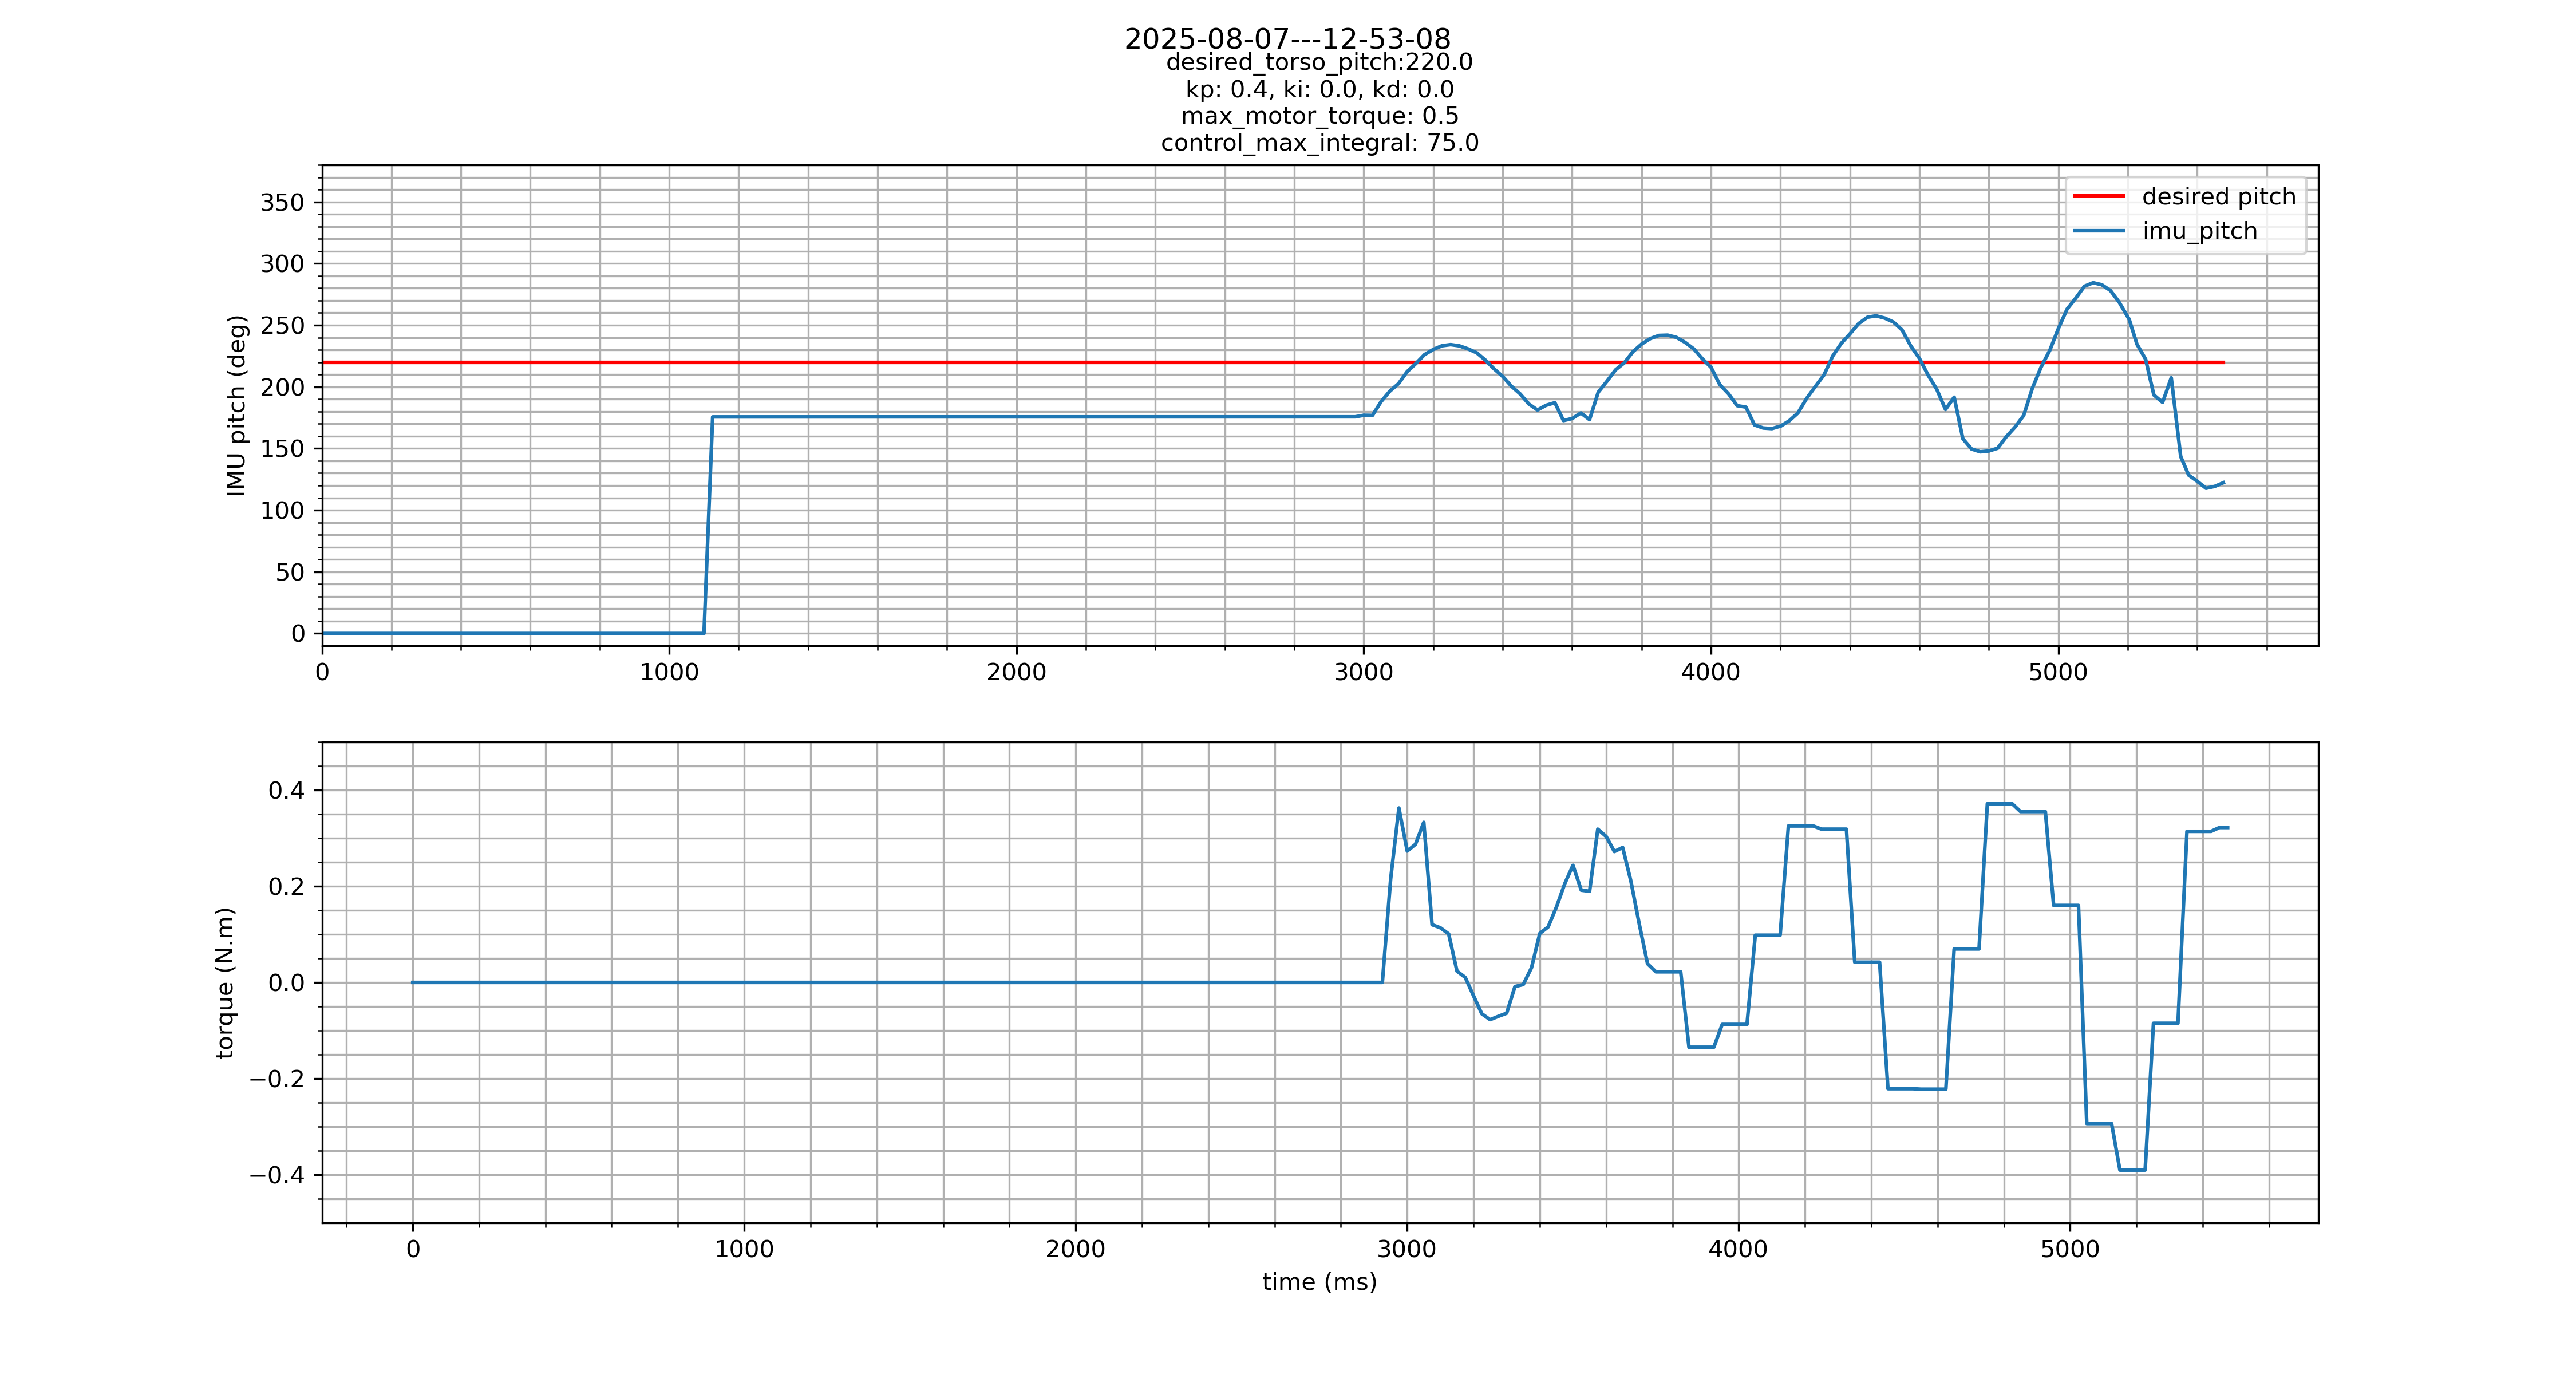 2025-08-07---12-53-08
desired_torso_pitch:220.0
kp: 0.4, ki: 0.0, kd: 0.0
max_motor_torque: 0.5
control_max_integral: 75.0
350
300
250
200
150
100
50
0
IMU pitch (deg)
desired pitch
imu_pitch
0 1000 2000 3000 4000 5000
0.4
0.2
0.0
−0.2
−0.4
torque (N.m)
0 1000 2000 3000 4000 5000
time (ms)